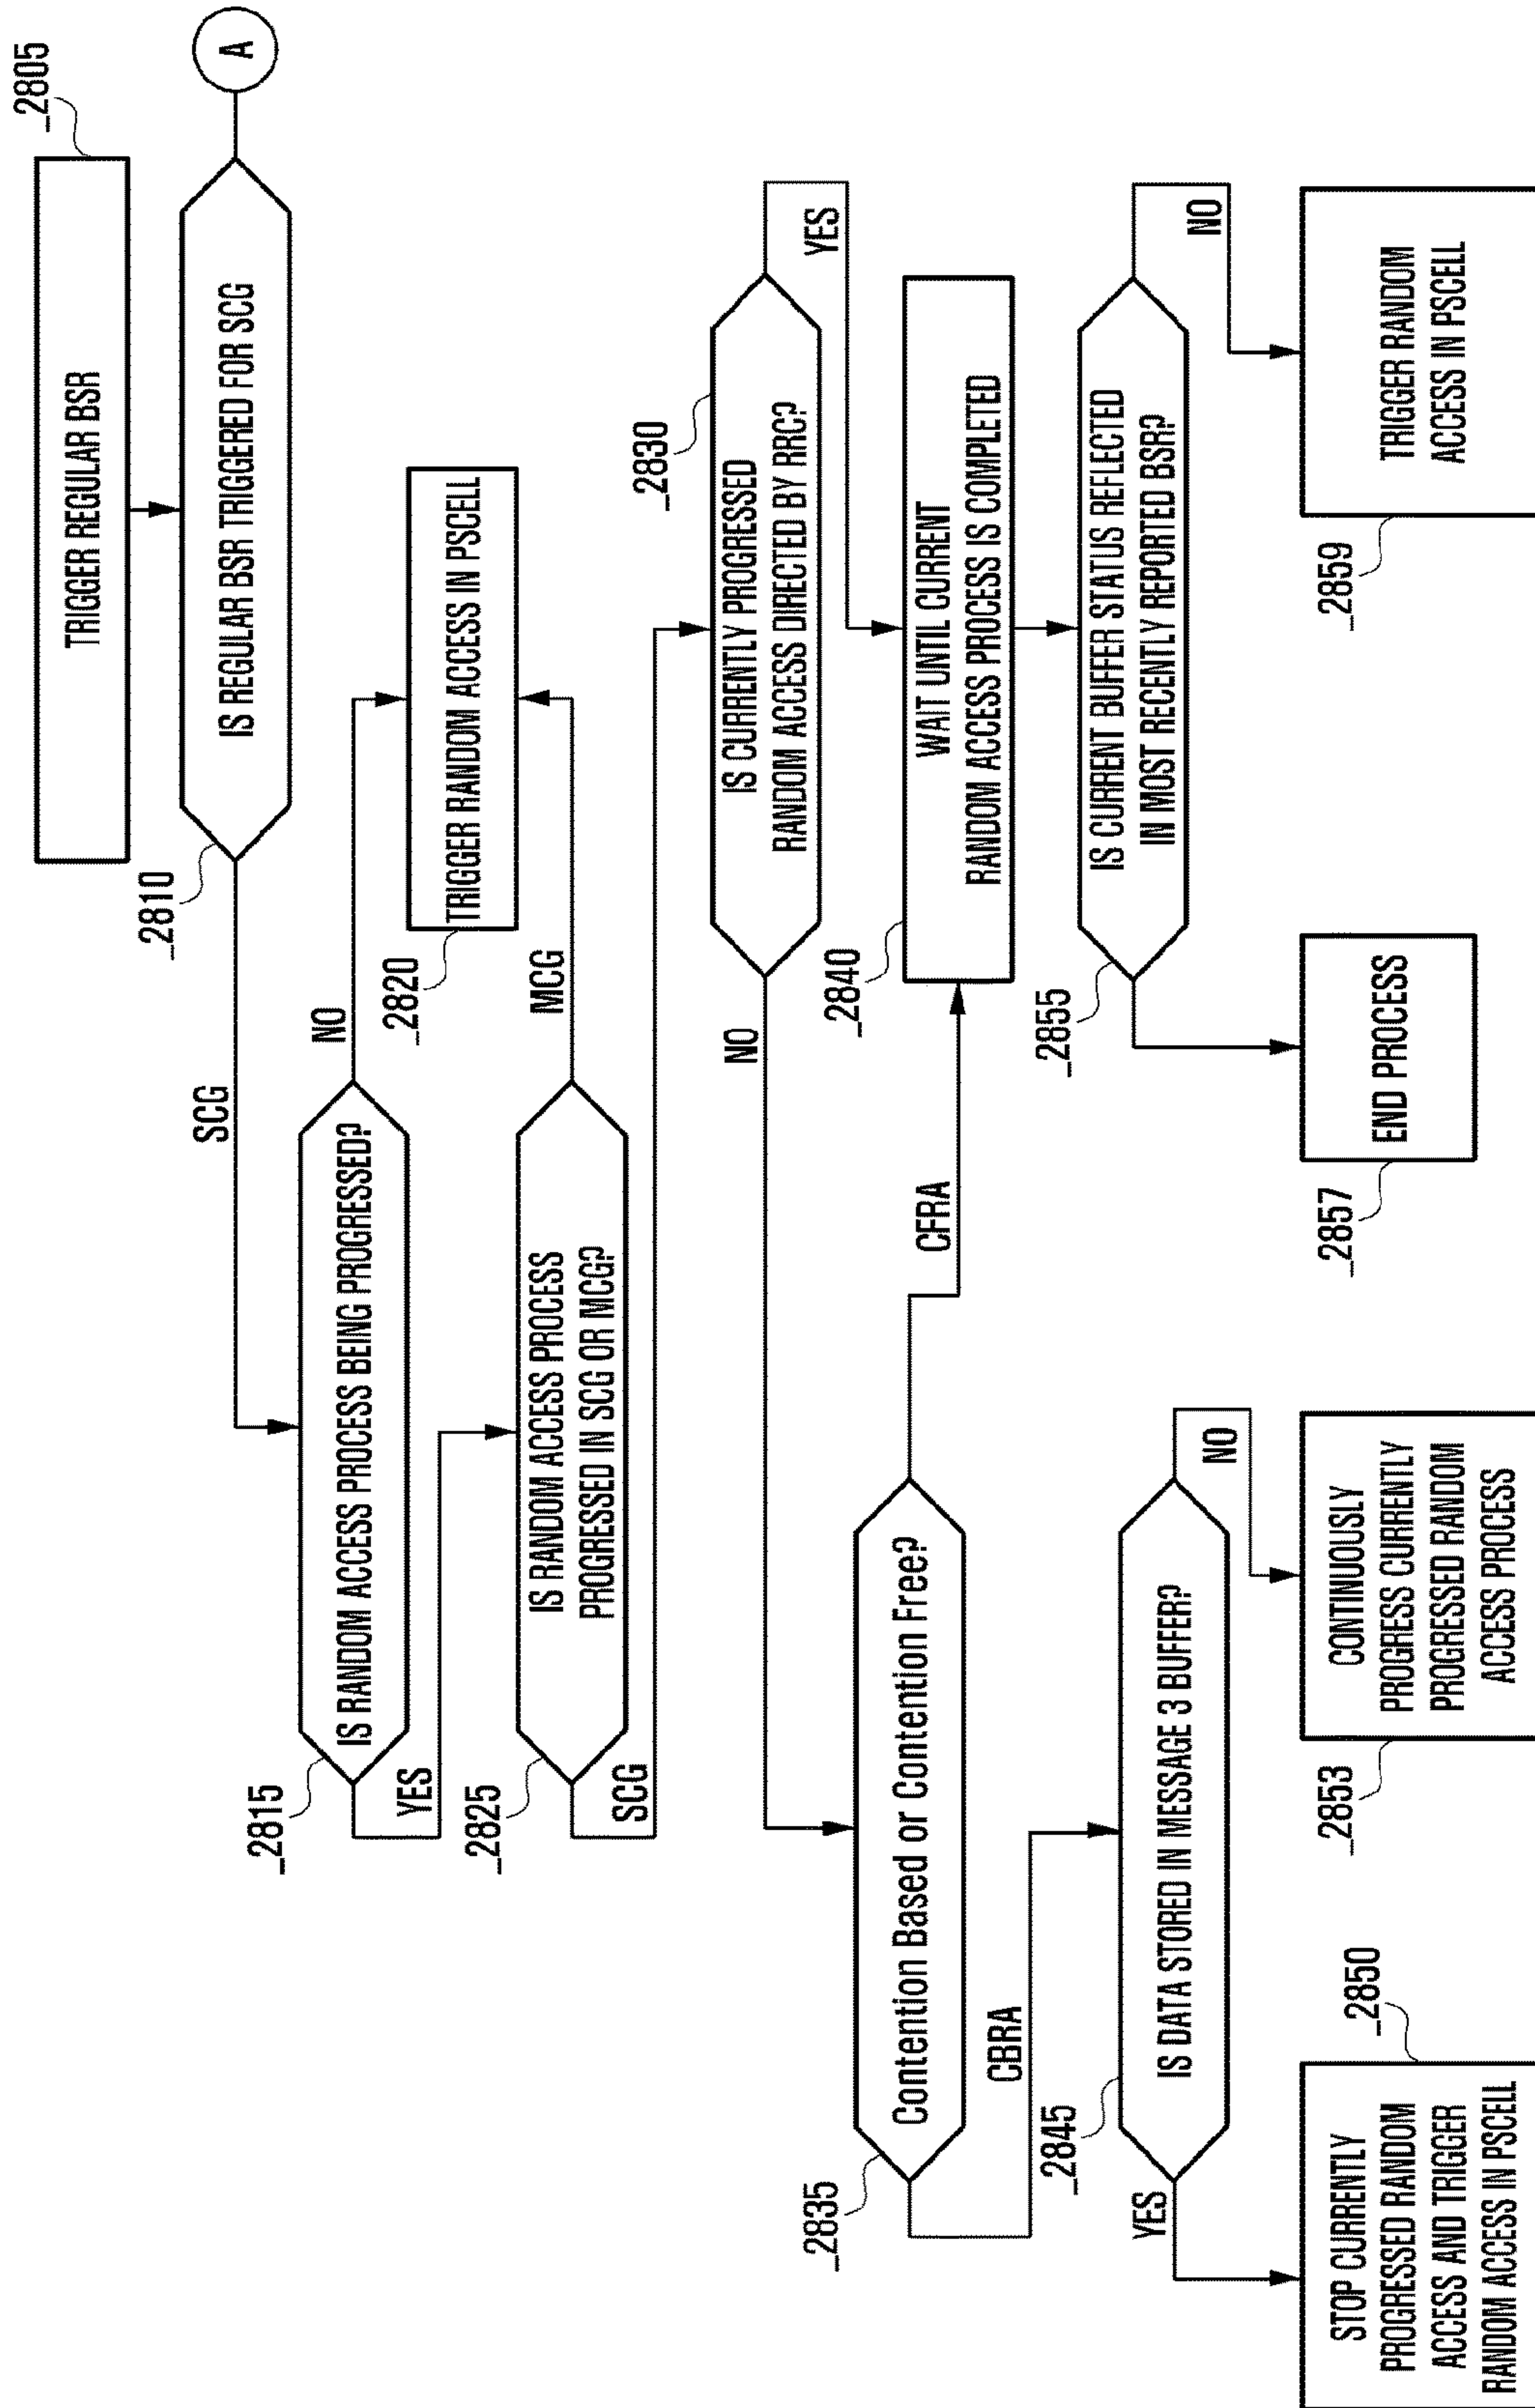 2805
TRIGGER REGULAR BSR
2810
IS REGULAR BSR TRIGGERED FOR SCG
A
SCG
2815
IS RANDOM ACCESS PROCESS BEING PROGRESSED?
NO
YES
2820
TRIGGER RANDOM ACCESS IN PSCELL
2825
IS RANDOM ACCESS PROCESS
PROGRESSED IN SCG OR MCG?
MCG
SCG
2830
IS CURRENTLY PROGRESSED
RANDOM ACCESS DIRECTED BY RRC?
NO
YES
2835
Contention Based or Contention Free?
CFRA
CBRA
2840
WAIT UNTIL CURRENT
RANDOM ACCESS PROCESS IS COMPLETED
2845
IS DATA STORED IN MESSAGE 3 BUFFER?
YES
NO
2855
IS CURRENT BUFFER STATUS REFLECTED
IN MOST RECENTLY REPORTED BSR?
NO
2850
STOP CURRENTLY
PROGRESSED RANDOM
ACCESS AND TRIGGER
RANDOM ACCESS IN PSCELL
2853
CONTINUOUSLY
PROGRESS CURRENTLY
PROGRESSED RANDOM
ACCESS PROCESS
2857
END PROCESS
2859
TRIGGER RANDOM
ACCESS IN PSCELL